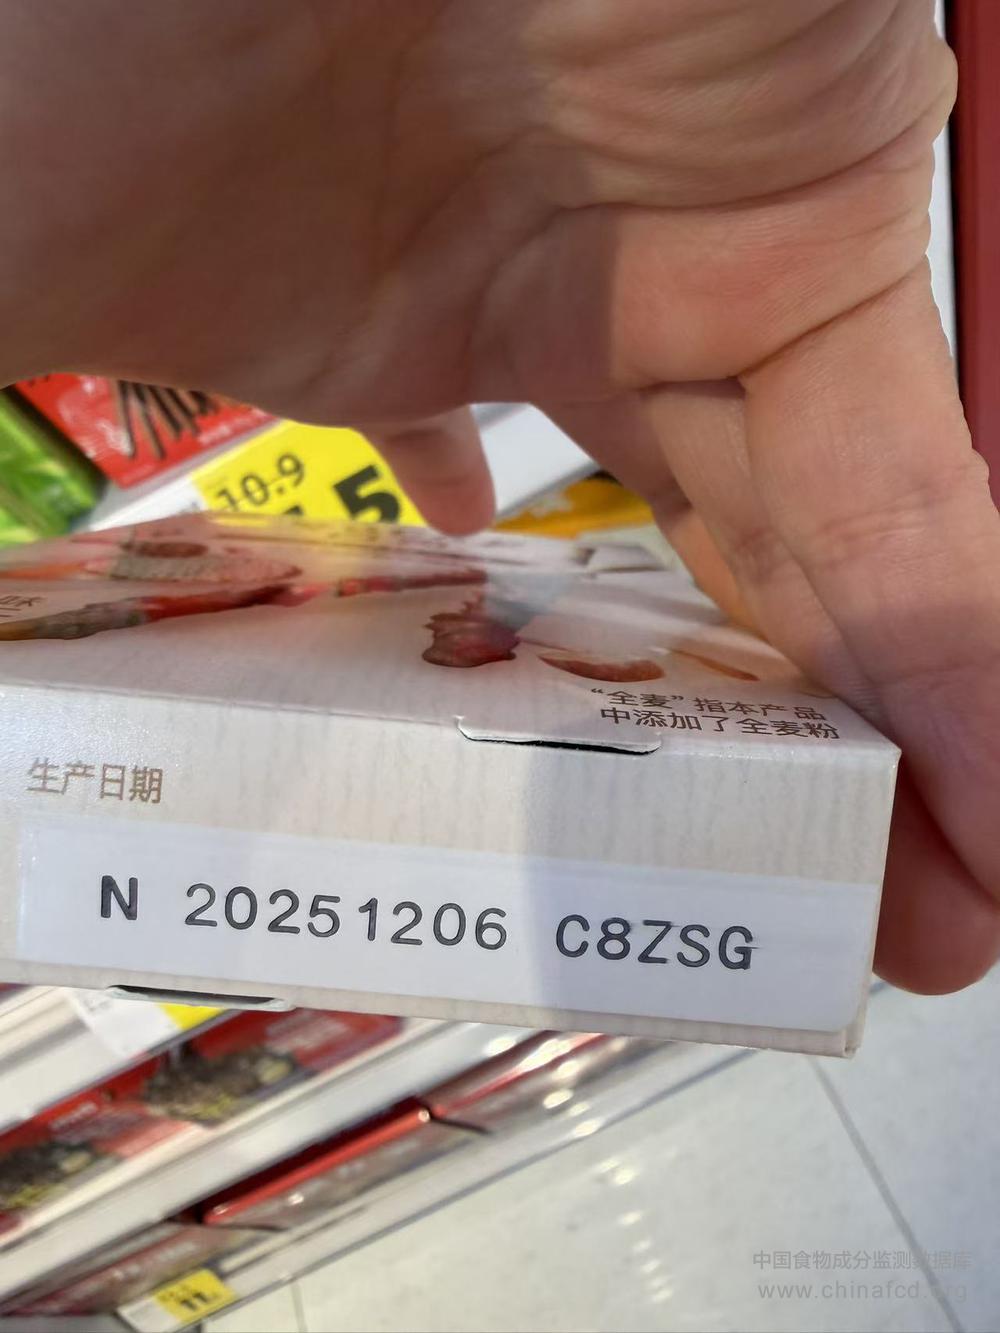 10.9
5
味
“全麦”指本产品
中添加了全麦粉
生产日期
N 20251206 C8ZSG
中国食物成分监测数据库
www.chinafcd.org